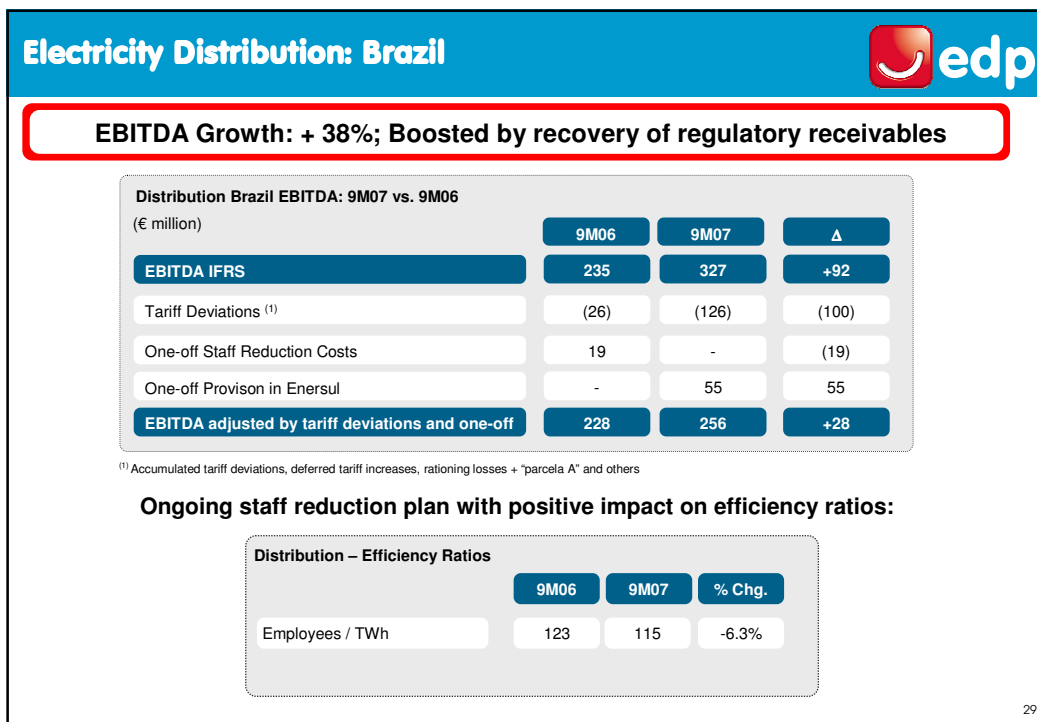 Electricity Distribution: Brazil
edp
EBITDA Growth: + 38%; Boosted by recovery of regulatory receivables
Distribution Brazil EBITDA: 9M07 vs. 9M06
(€ million)
9M06 9M07 Δ
EBITDA IFRS 235 327 +92
Tariff Deviations (1) (26) (126) (100)
One-off Staff Reduction Costs 19 - (19)
One-off Provison in Enersul - 55 55
EBITDA adjusted by tariff deviations and one-off 228 256 +28
(1) Accumulated tariff deviations, deferred tariff increases, rationing losses + “parcela A” and others
Ongoing staff reduction plan with positive impact on efficiency ratios:
Distribution – Efficiency Ratios
9M06 9M07 % Chg.
Employees / TWh 123 115 -6.3%
29